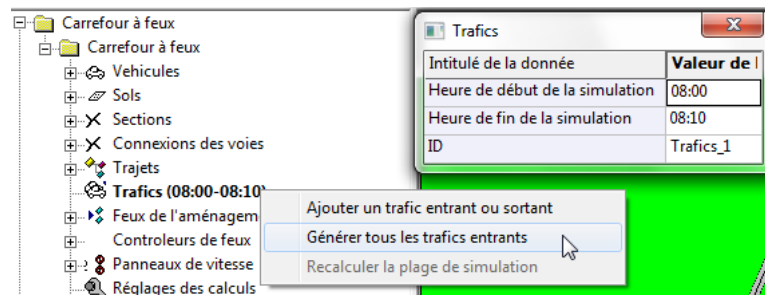 Carrefour à feux
Carrefour à feux
Vehicules
Sols
Sections
Connexions des voies
Trajets
Trafics (08:00-08:10)
Feux de l'aménagem
Controleurs de feux
Panneaux de vitesse
Réglages des calculs
Trafics
Intitulé de la donnée Valeur de l
Heure de début de la simulation 08:00
Heure de fin de la simulation 08:10
ID Trafics_1
Ajouter un trafic entrant ou sortant
Générer tous les trafics entrants
Recalculer la plage de simulation